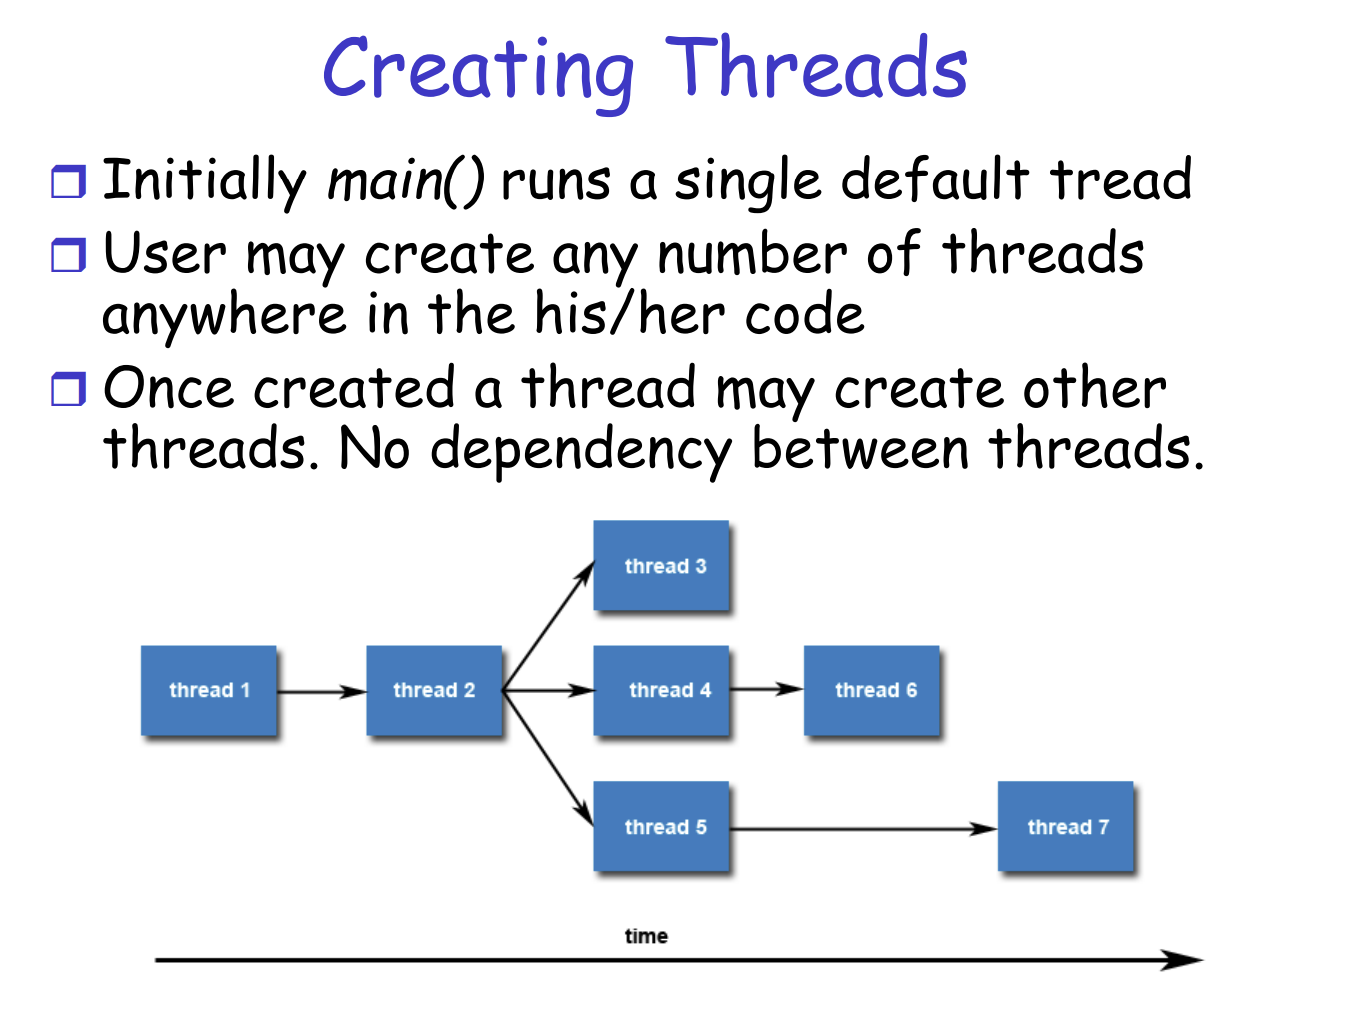 Creating Threads
Initially main() runs a single default tread
User may create any number of threads
anywhere in the his/her code
Once created a thread may create other
threads. No dependency between threads.
thread 3
thread 1
thread 2
thread 4
thread 6
thread 5
thread 7
time